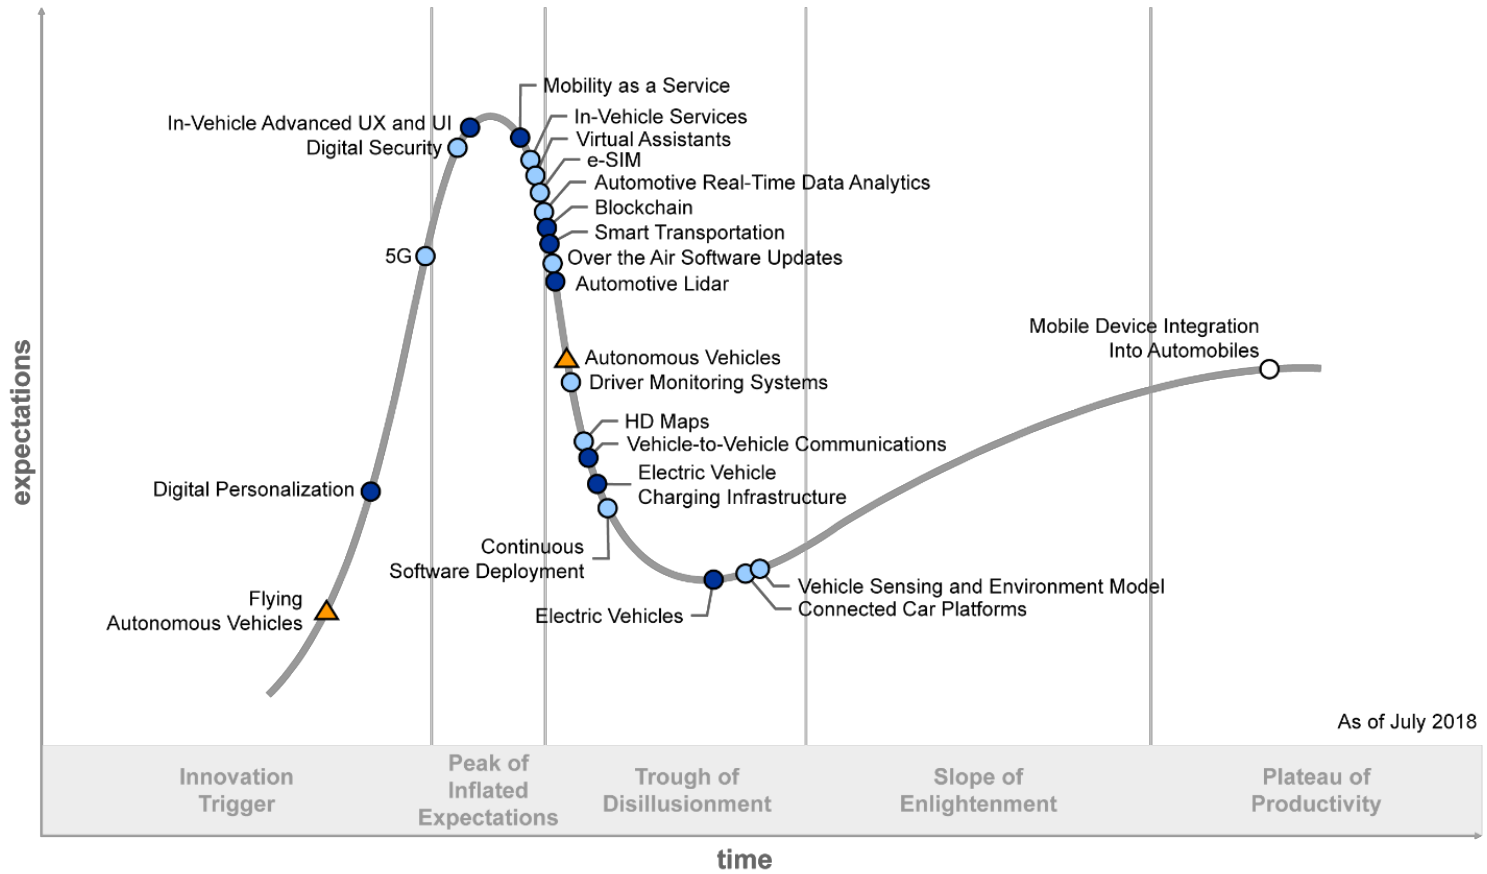 Mobility as a Service
In-Vehicle Services
In-Vehicle Advanced UX and UI
Virtual Assistants
Digital Security
e-SIM
Automotive Real-Time Data Analytics
Blockchain
Smart Transportation
5G
Over the Air Software Updates
Automotive Lidar
Mobile Device Integration
Into Automobiles
Autonomous Vehicles
Driver Monitoring Systems
HD Maps
Vehicle-to-Vehicle Communications
Electric Vehicle
Charging Infrastructure
Digital Personalization
Continuous
Software Deployment
Vehicle Sensing and Environment Model
Connected Car Platforms
Electric Vehicles
Flying
Autonomous Vehicles
expectations
As of July 2018
Innovation
Trigger
Peak of
Inflated
Expectations
Trough of
Disillusionment
Slope of
Enlightenment
Plateau of
Productivity
time